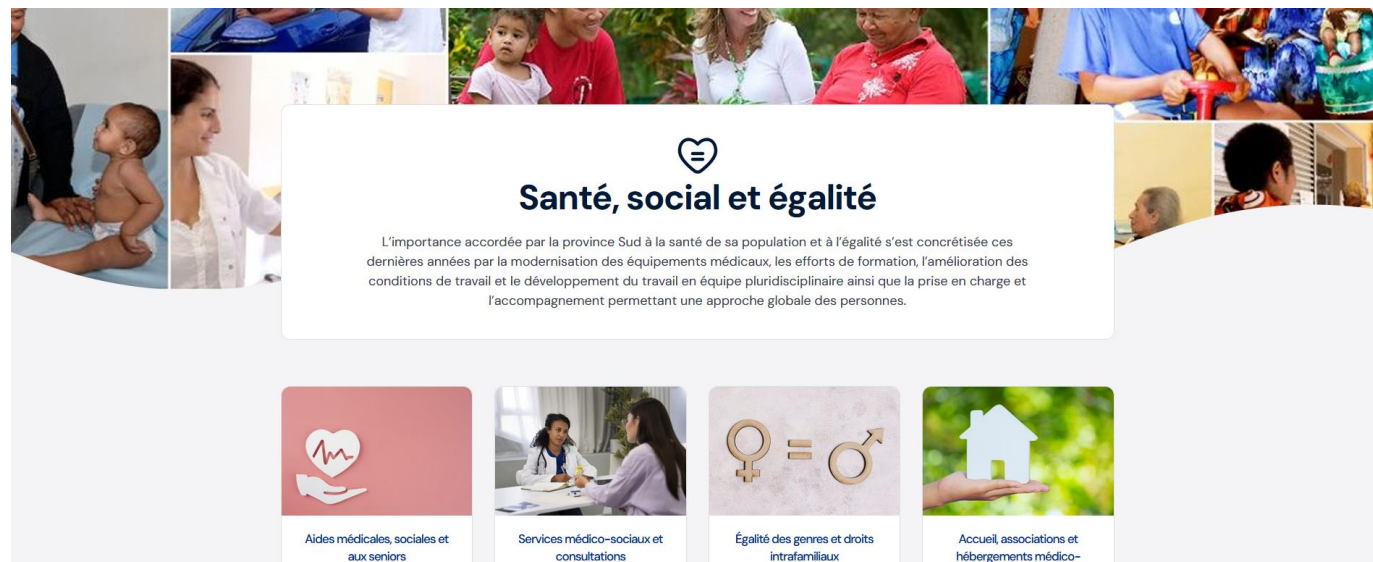 Santé, social et égalité
L’importance accordée par la province Sud à la santé de sa population et à l’égalité s’est concrétisée ces
dernières années par la modernisation des équipements médicaux, les efforts de formation, l’amélioration des
conditions de travail et le développement du travail en équipe pluridisciplinaire ainsi que la prise en charge et
l’accompagnement permettant une approche globale des personnes.
Aides médicales, sociales et
aux seniors
Services médico-sociaux et
consultations
Égalité des genres et droits
intrafamiliaux
Accueil, associations et
hébergements médico-